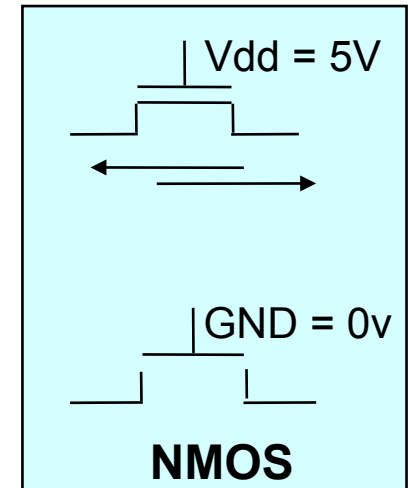 Vdd = 5V
GND = 0v
NMOS